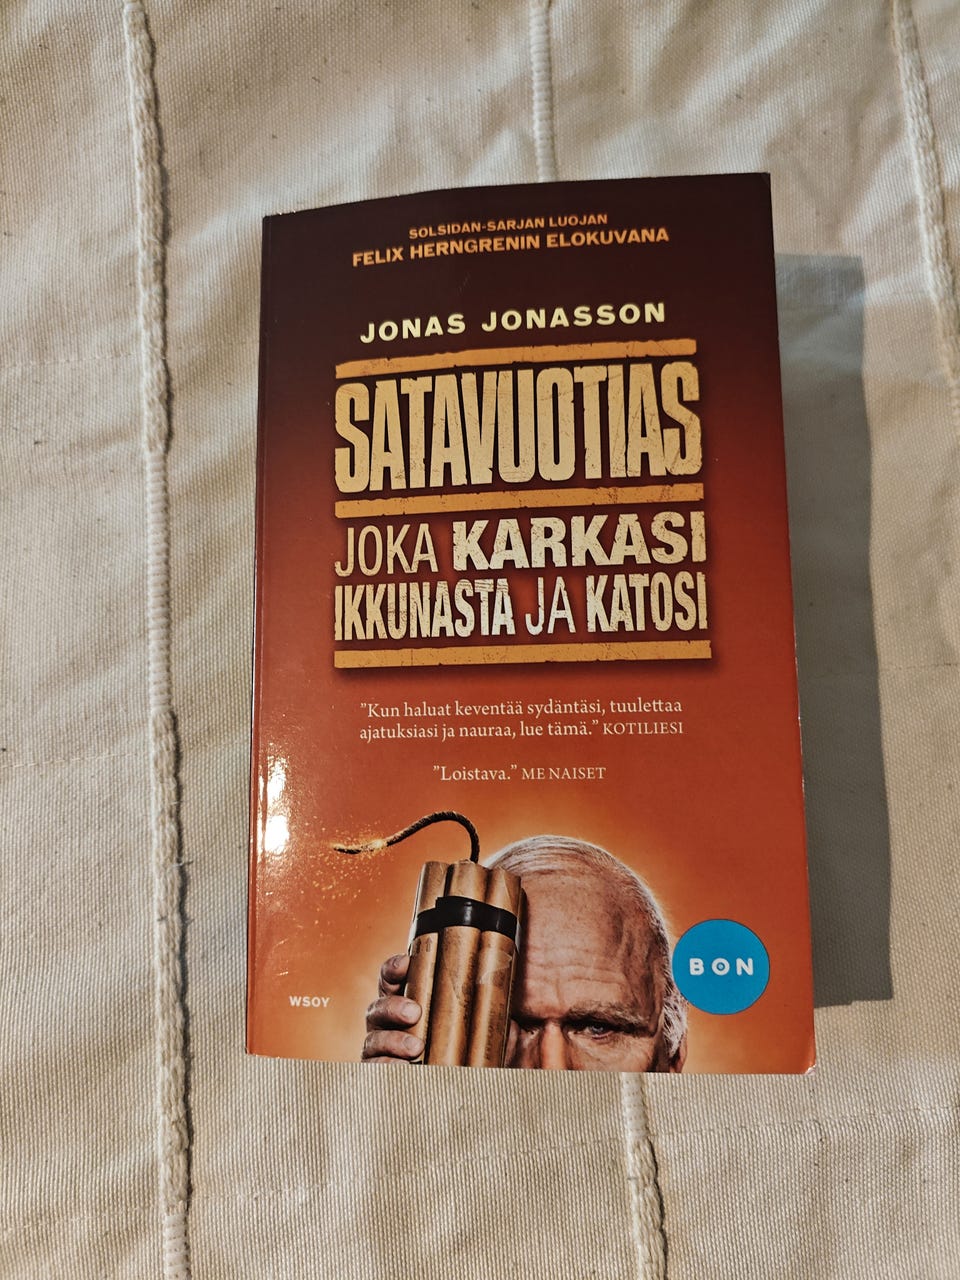 SOLSIDAN-SARJAN LUOJAN
FELIX HERNGRENIN ELOKUVANA
JONAS JONASSON
SATAVUOTIAS
JOKA KARKASI
IKKUNASTA JA KATOSI
”Kun haluat keventää sydäntäsi, tuulettaa
ajatuksiasi ja nauraa, lue tämä.” KOTILIESI
”Loistava.” ME NAISET
BON
WSOY